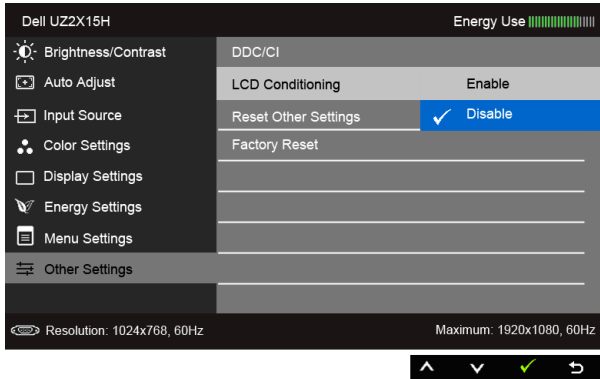 Dell UZ2X15H Energy Use
Brightness/Contrast DDC/CI
Auto Adjust LCD Conditioning Enable
Input Source Reset Other Settings Disable
Color Settings Factory Reset
Display Settings
Energy Settings
Menu Settings
Other Settings
Resolution: 1024x768, 60Hz Maximum: 1920x1080, 60Hz